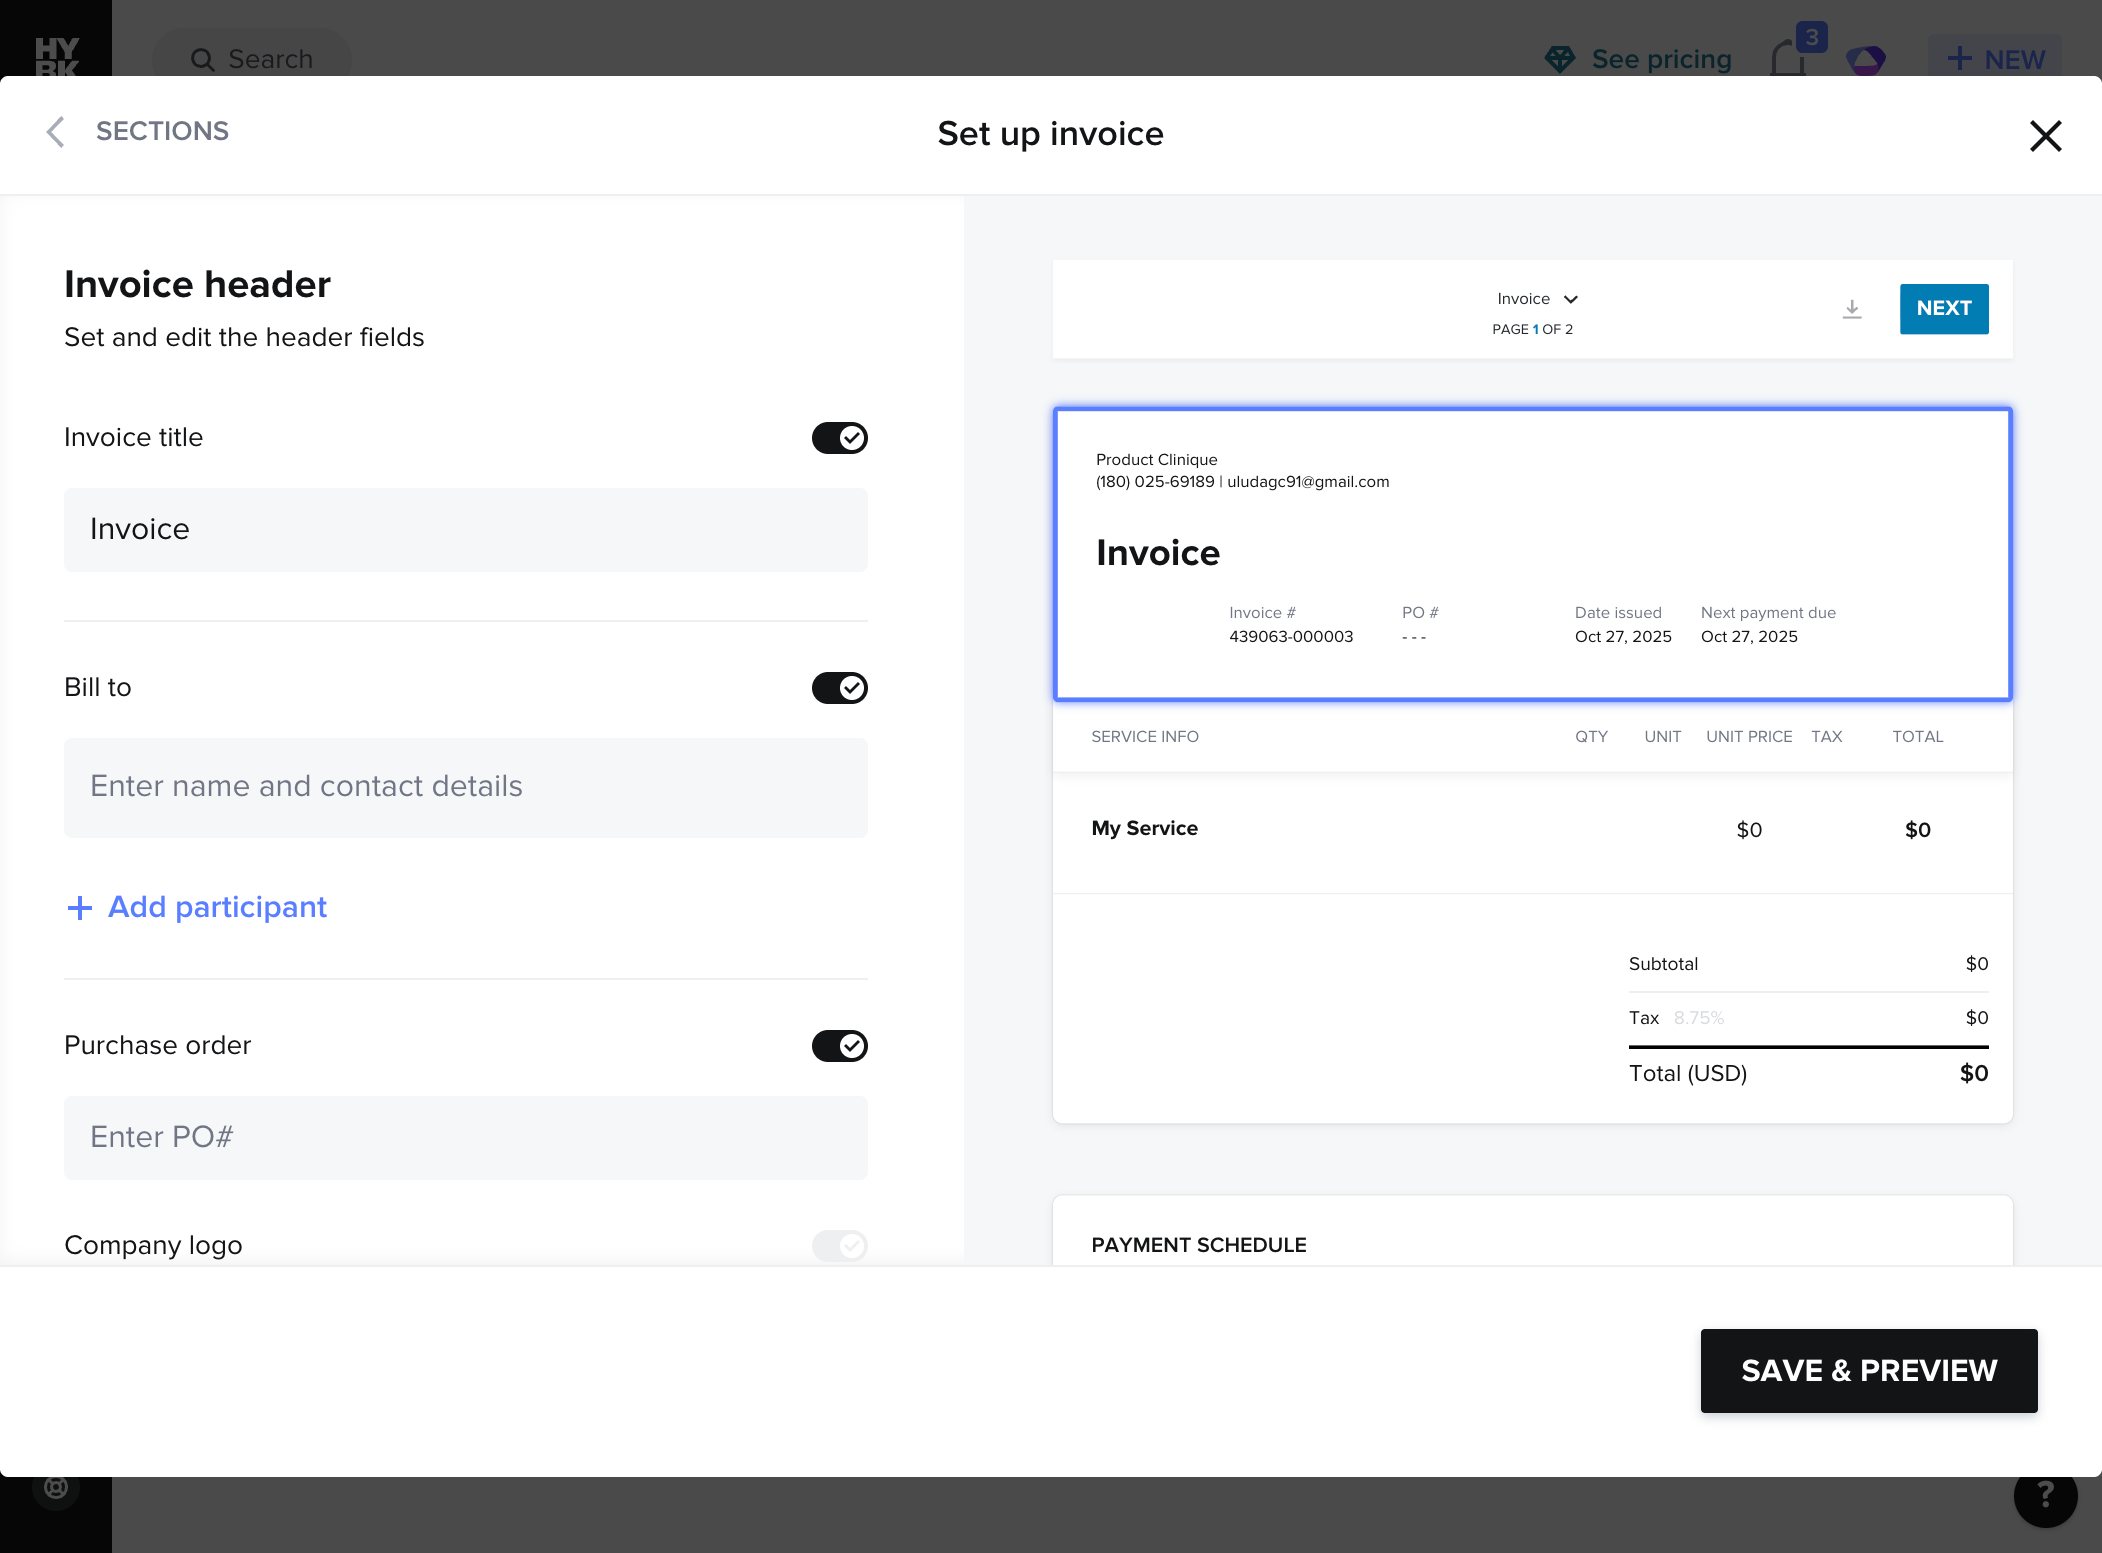 HY
BK
Search
See pricing
3
+ NEW
SECTIONS
Set up invoice
Invoice header
Set and edit the header fields
Invoice title
Invoice
Bill to
Enter name and contact details
+ Add participant
Purchase order
Enter PO#
Company logo
Invoice
PAGE 1 OF 2
NEXT
Product Clinique
(180) 025-69189 | uludagc91@gmail.com
Invoice
Invoice # PO # Date issued Next payment due
439063-000003 - - - Oct 27, 2025 Oct 27, 2025
SERVICE INFO QTY UNIT UNIT PRICE TAX TOTAL
My Service $0 $0
Subtotal $0
Tax 8.75% $0
Total (USD) $0
PAYMENT SCHEDULE
SAVE & PREVIEW
?